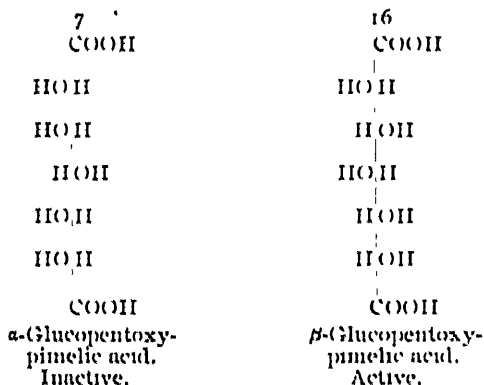 7 16
COOH COOH
HOH HOH
HOH HOH
HOH HOH
HOH HOH
HOH HOH
COOH COOH
α-Glucopentoxy- β-Glucopentoxy-
pimelic acid. pimelic acid.
Inactive. Active.